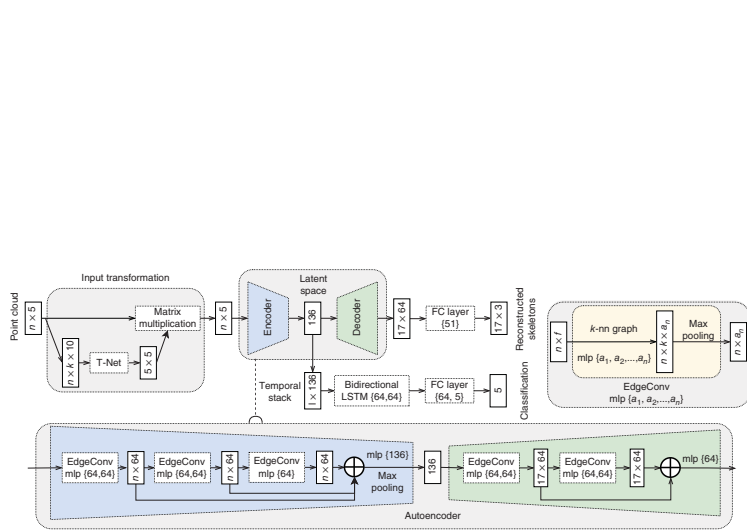 Input transformation
Point cloud
n × 5
n × k × 10
T-Net
5 × 5
Matrix
multiplication
n × 5
Encoder
Latent
space
136
Decoder
17 × 64
FC layer
{51}
17 × 3
Reconstructed
skeletons
Temporal
stack
l × 136
Bidirectional
LSTM {64,64}
FC layer
{64, 5}
5
Classification
n × f
k-nn graph
mlp {a1, a2,...,an}
n × k × an
Max
pooling
n × an
EdgeConv
mlp {a1, a2,...,an}
EdgeConv
mlp {64,64}
n × 64
EdgeConv
mlp {64,64}
n × 64
EdgeConv
mlp {64}
n × 64
mlp {136}
Max
pooling
136
EdgeConv
mlp {64,64}
17 × 64
EdgeConv
mlp {64,64}
17 × 64
mlp {64}
Autoencoder